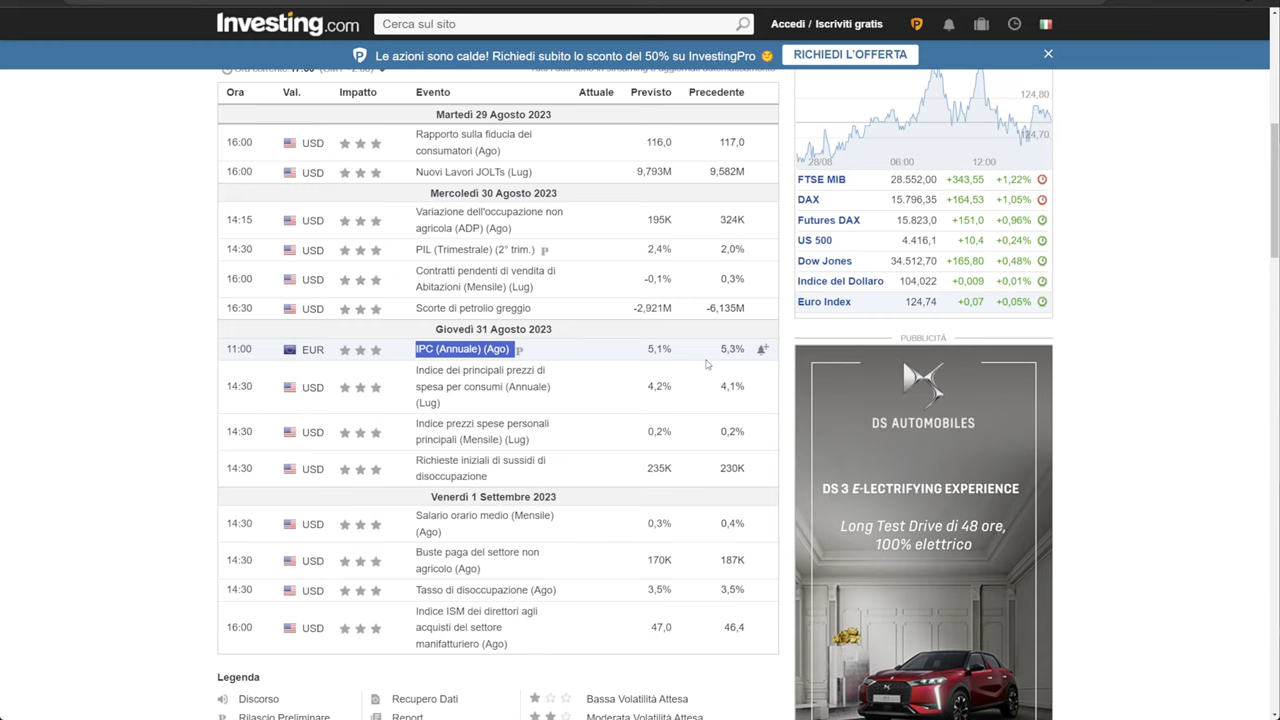 Investing.com
Cerca sul sito
Accedi / Iscriviti gratis
Le azioni sono calde! Richiedi subito lo sconto del 50% su InvestingPro
RICHIEDI L'OFFERTA
Ora Val. Impatto Evento Attuale Previsto Precedente
Martedì 29 Agosto 2023
16:00 USD Rapporto sulla fiducia dei consumatori (Ago) 116,0 117,0
16:00 USD Nuovi Lavori JOLTs (Lug) 9,793M 9,582M
Mercoledì 30 Agosto 2023
14:15 USD Variazione dell'occupazione non agricola (ADP) (Ago) 195K 324K
14:30 USD PIL (Trimestrale) (2° trim.) P 2,4% 2,0%
16:00 USD Contratti pendenti di vendita di Abitazioni (Mensile) (Lug) -0,1% 0,3%
16:30 USD Scorte di petrolio greggio -2,921M -6,135M
Giovedì 31 Agosto 2023
11:00 EUR IPC (Annuale) (Ago) P 5,1% 5,3%
14:30 USD Indice dei principali prezzi di spesa per consumi (Annuale) (Lug) 4,2% 4,1%
14:30 USD Indice prezzi spese personali principali (Mensile) (Lug) 0,2% 0,2%
14:30 USD Richieste iniziali di sussidi di disoccupazione 235K 230K
Venerdì 1 Settembre 2023
14:30 USD Salario orario medio (Mensile) (Ago) 0,3% 0,4%
14:30 USD Buste paga del settore non agricolo (Ago) 170K 187K
14:30 USD Tasso di disoccupazione (Ago) 3,5% 3,5%
16:00 USD Indice ISM dei direttori agli acquisti del settore manifatturiero (Ago) 47,0 46,4
Legenda
Discorso
Recupero Dati
Bassa Volatilità Attesa
P Rilascio Preliminare
Report
Moderata Volatilità Attesa
124,80
124,70
28/08 06:00 12:00
FTSE MIB 28.552,00 +343,55 +1,22%
DAX 15.796,35 +164,53 +1,05%
Futures DAX 15.823,0 +151,0 +0,96%
US 500 4.416,1 +10,4 +0,24%
Dow Jones 34.512,70 +165,80 +0,48%
Indice del Dollaro 104,022 +0,009 +0,01%
Euro Index 124,74 +0,07 +0,05%
PUBBLICITÀ
DS AUTOMOBILES
DS 3 E-LECTRIFYING EXPERIENCE
Long Test Drive di 48 ore,
100% elettrico